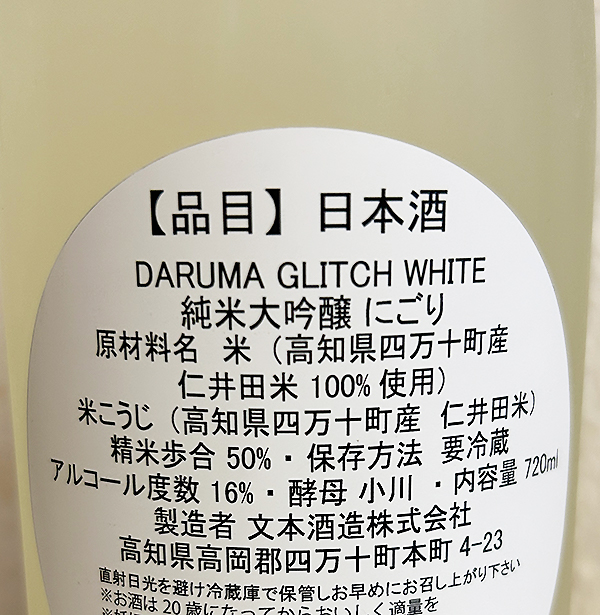 【品目】 日本酒
DARUMA GLITCH WHITE
純米大吟醸 にごり
原材料名 米 (高知県四万十町産
仁井田米 100% 使用)
米こうじ (高知県四万十町産 仁井田米)
精米歩合 50%・保存方法 要冷蔵
アルコール度数 16%・酵母 小川 ・内容量 720ml
製造者 文本酒造株式会社
高知県高岡郡四万十町本町 4-23
直射日光を避け冷蔵庫で保管しお早めにお召し上がり下さい
※お酒は 20 歳になってからおいしく適量を